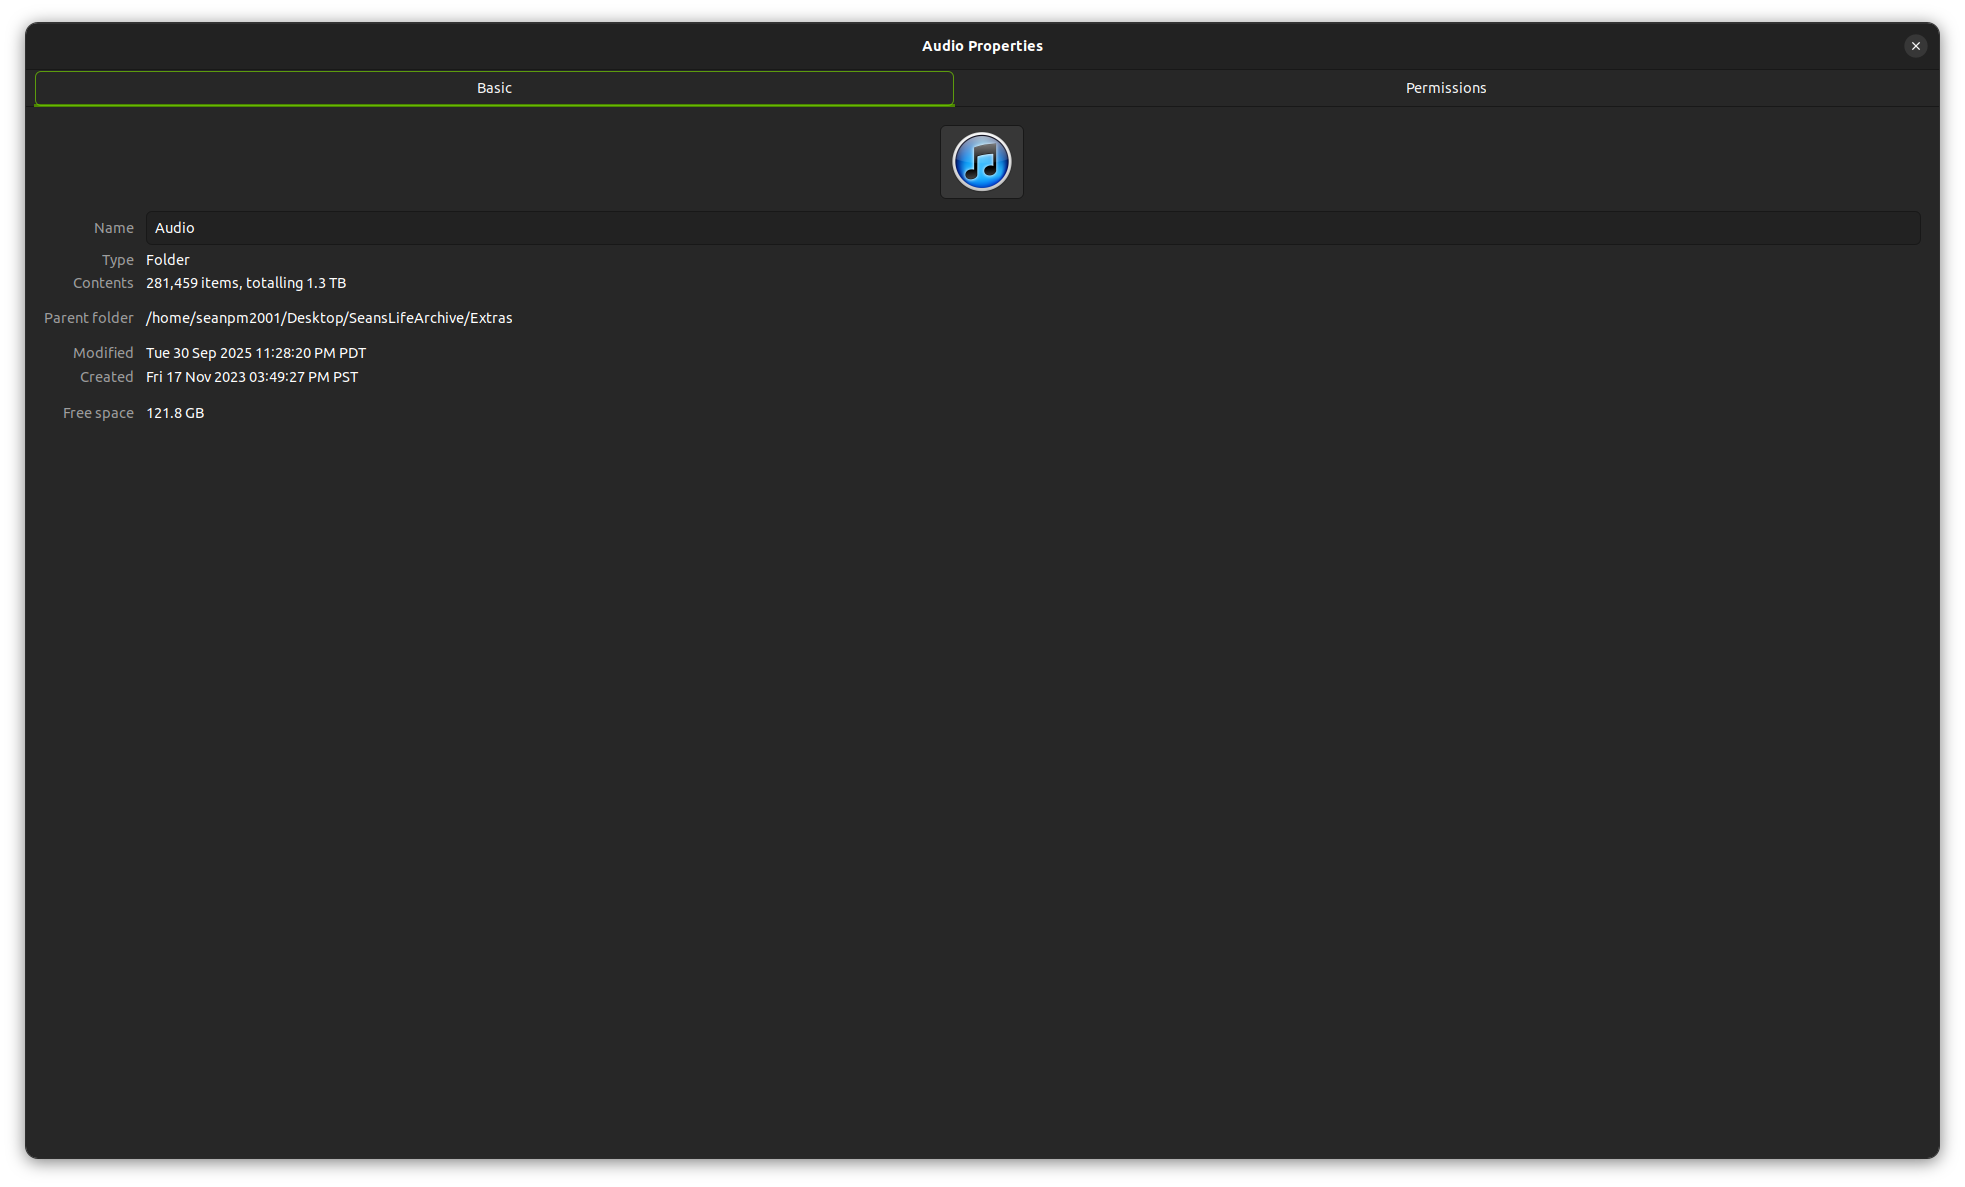 Audio Properties
Basic Permissions
Name Audio
Type Folder
Contents 281,459 items, totalling 1.3 TB
Parent folder /home/seanpm2001/Desktop/SeansLifeArchive/Extras
Modified Tue 30 Sep 2025 11:28:20 PM PDT
Created Fri 17 Nov 2023 03:49:27 PM PST
Free space 121.8 GB